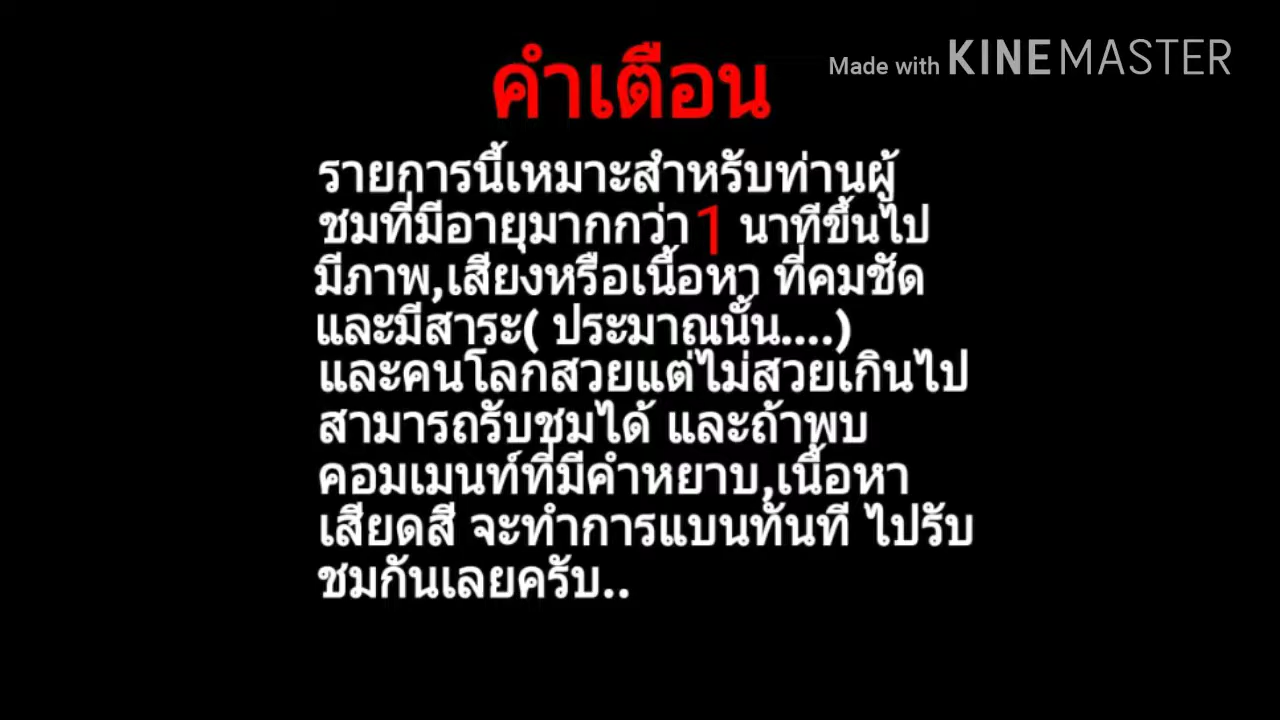 Made with KINEMASTER
คำเตือน
รายการนี้เหมาะสำหรับท่านผู้
ชมที่มีอายุมากกว่า 1 นาทีขึ้นไป
มีภาพ,เสียงหรือเนื้อหา ที่คมชัด
และมีสาระ( ประมาณนั้น....)
และคนโลกสวยแต่ไม่สวยเกินไป
สามารถรับชมได้ และถ้าพบ
คอมเมนท์ที่มีคำหยาบ,เนื้อหา
เสียดสี จะทำการแบนทันที ไปรับ
ชมกันเลยครับ..